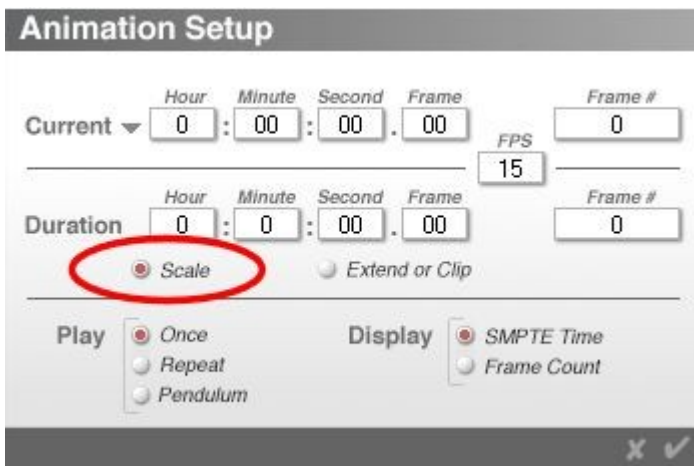 Animation Setup
Hour Minute Second Frame Frame #
Current 0 : 00 : 00 . 00 0
FPS
15
Hour Minute Second Frame Frame #
Duration 0 : 0 : 00 . 00 0
Scale Extend or Clip
Play Once Display SMPTE Time
Repeat Frame Count
Pendulum